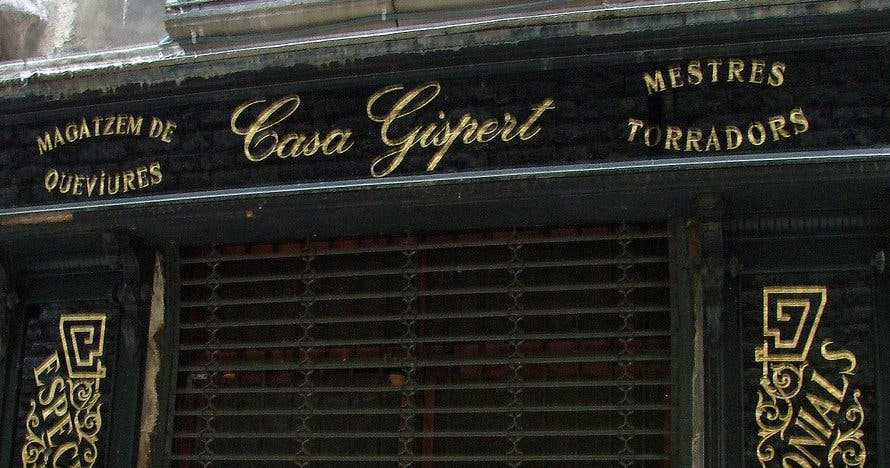 MAGATZEM DE
QUEVIURES
Casa Gispert
MESTRES
TORRADORS